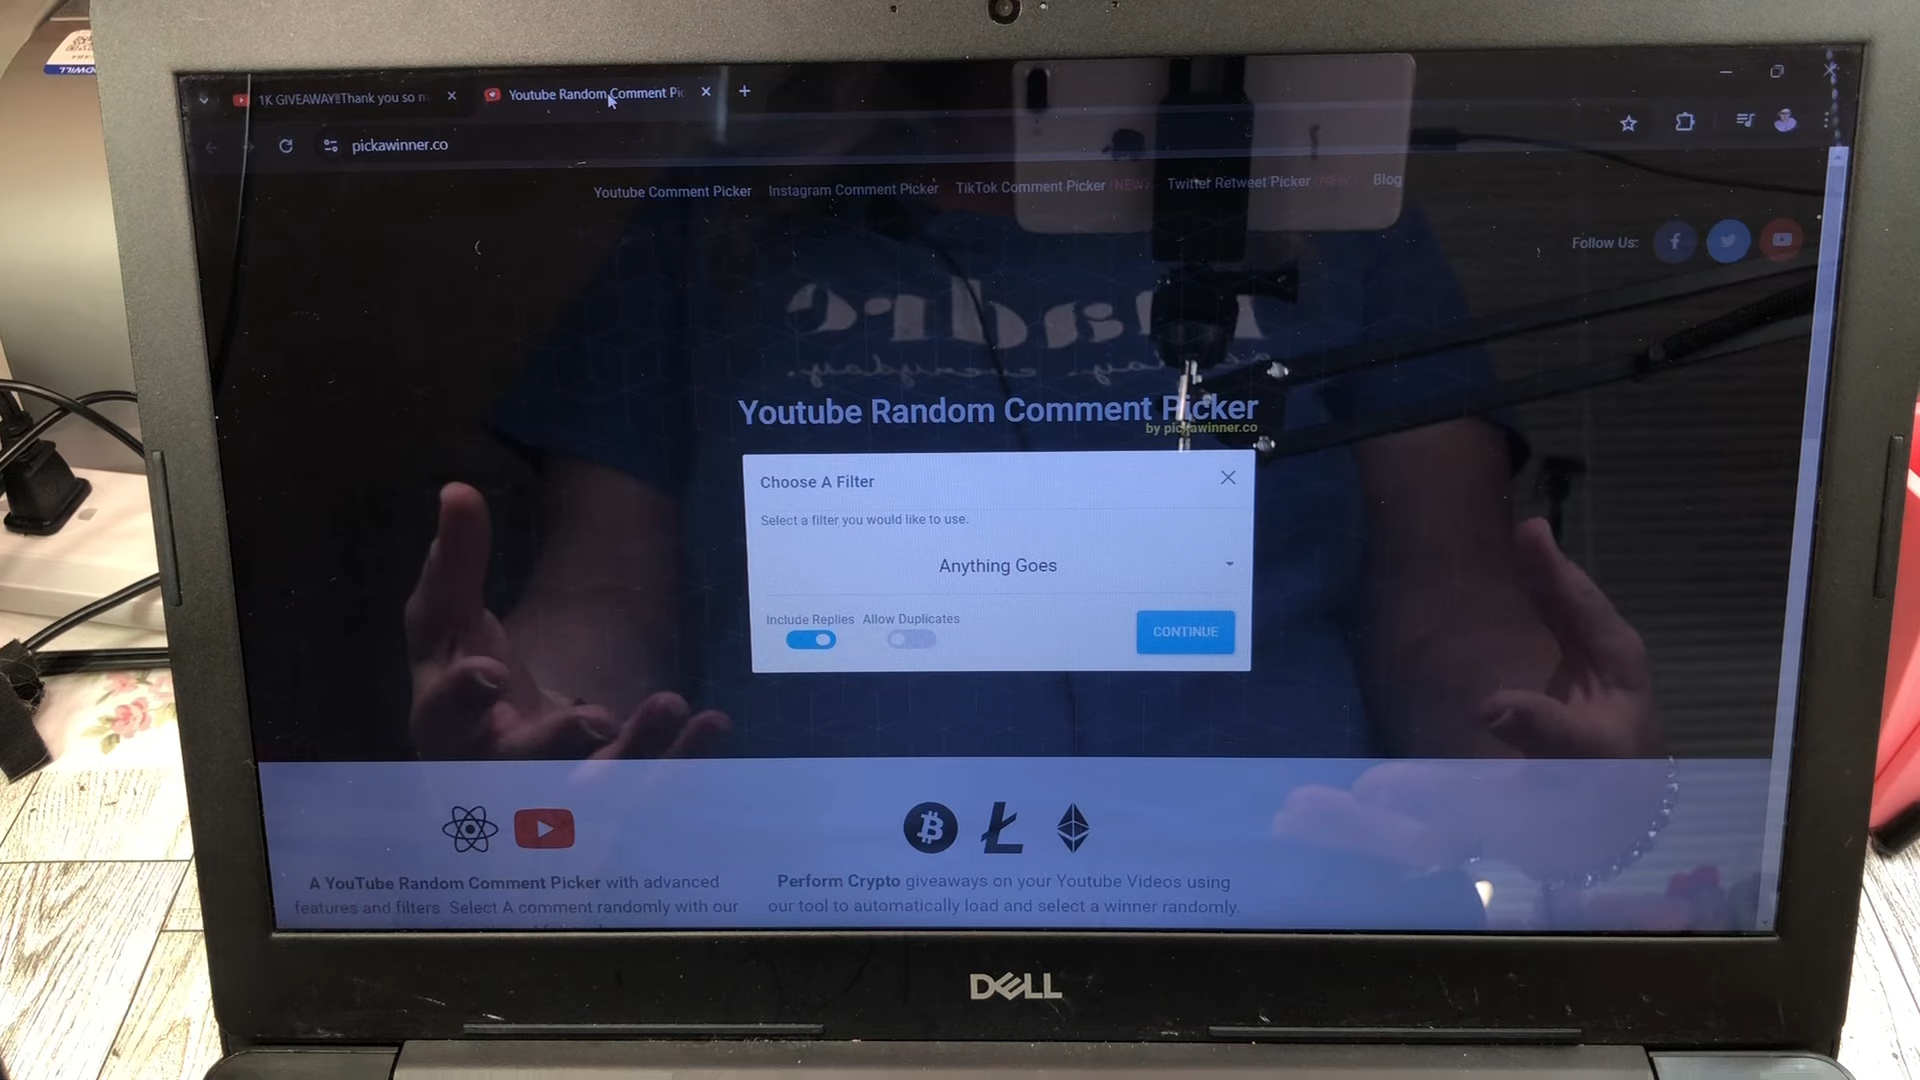 1K GIVEAWAY!!Thank you so m
Youtube Random Comment Pic
pickawinner.co
Youtube Comment Picker
Instagram Comment Picker
TikTok Comment Picker (NEW)
Twitter Retweet Picker (NEW)
Blog
Follow Us:
Youtube Random Comment Picker
by pickawinner.co
Choose A Filter
Select a filter you would like to use.
Anything Goes
Include Replies Allow Duplicates
CONTINUE
A YouTube Random Comment Picker with advanced
features and filters. Select A comment randomly with our
Perform Crypto giveaways on your Youtube Videos using
our tool to automatically load and select a winner randomly.
DELL